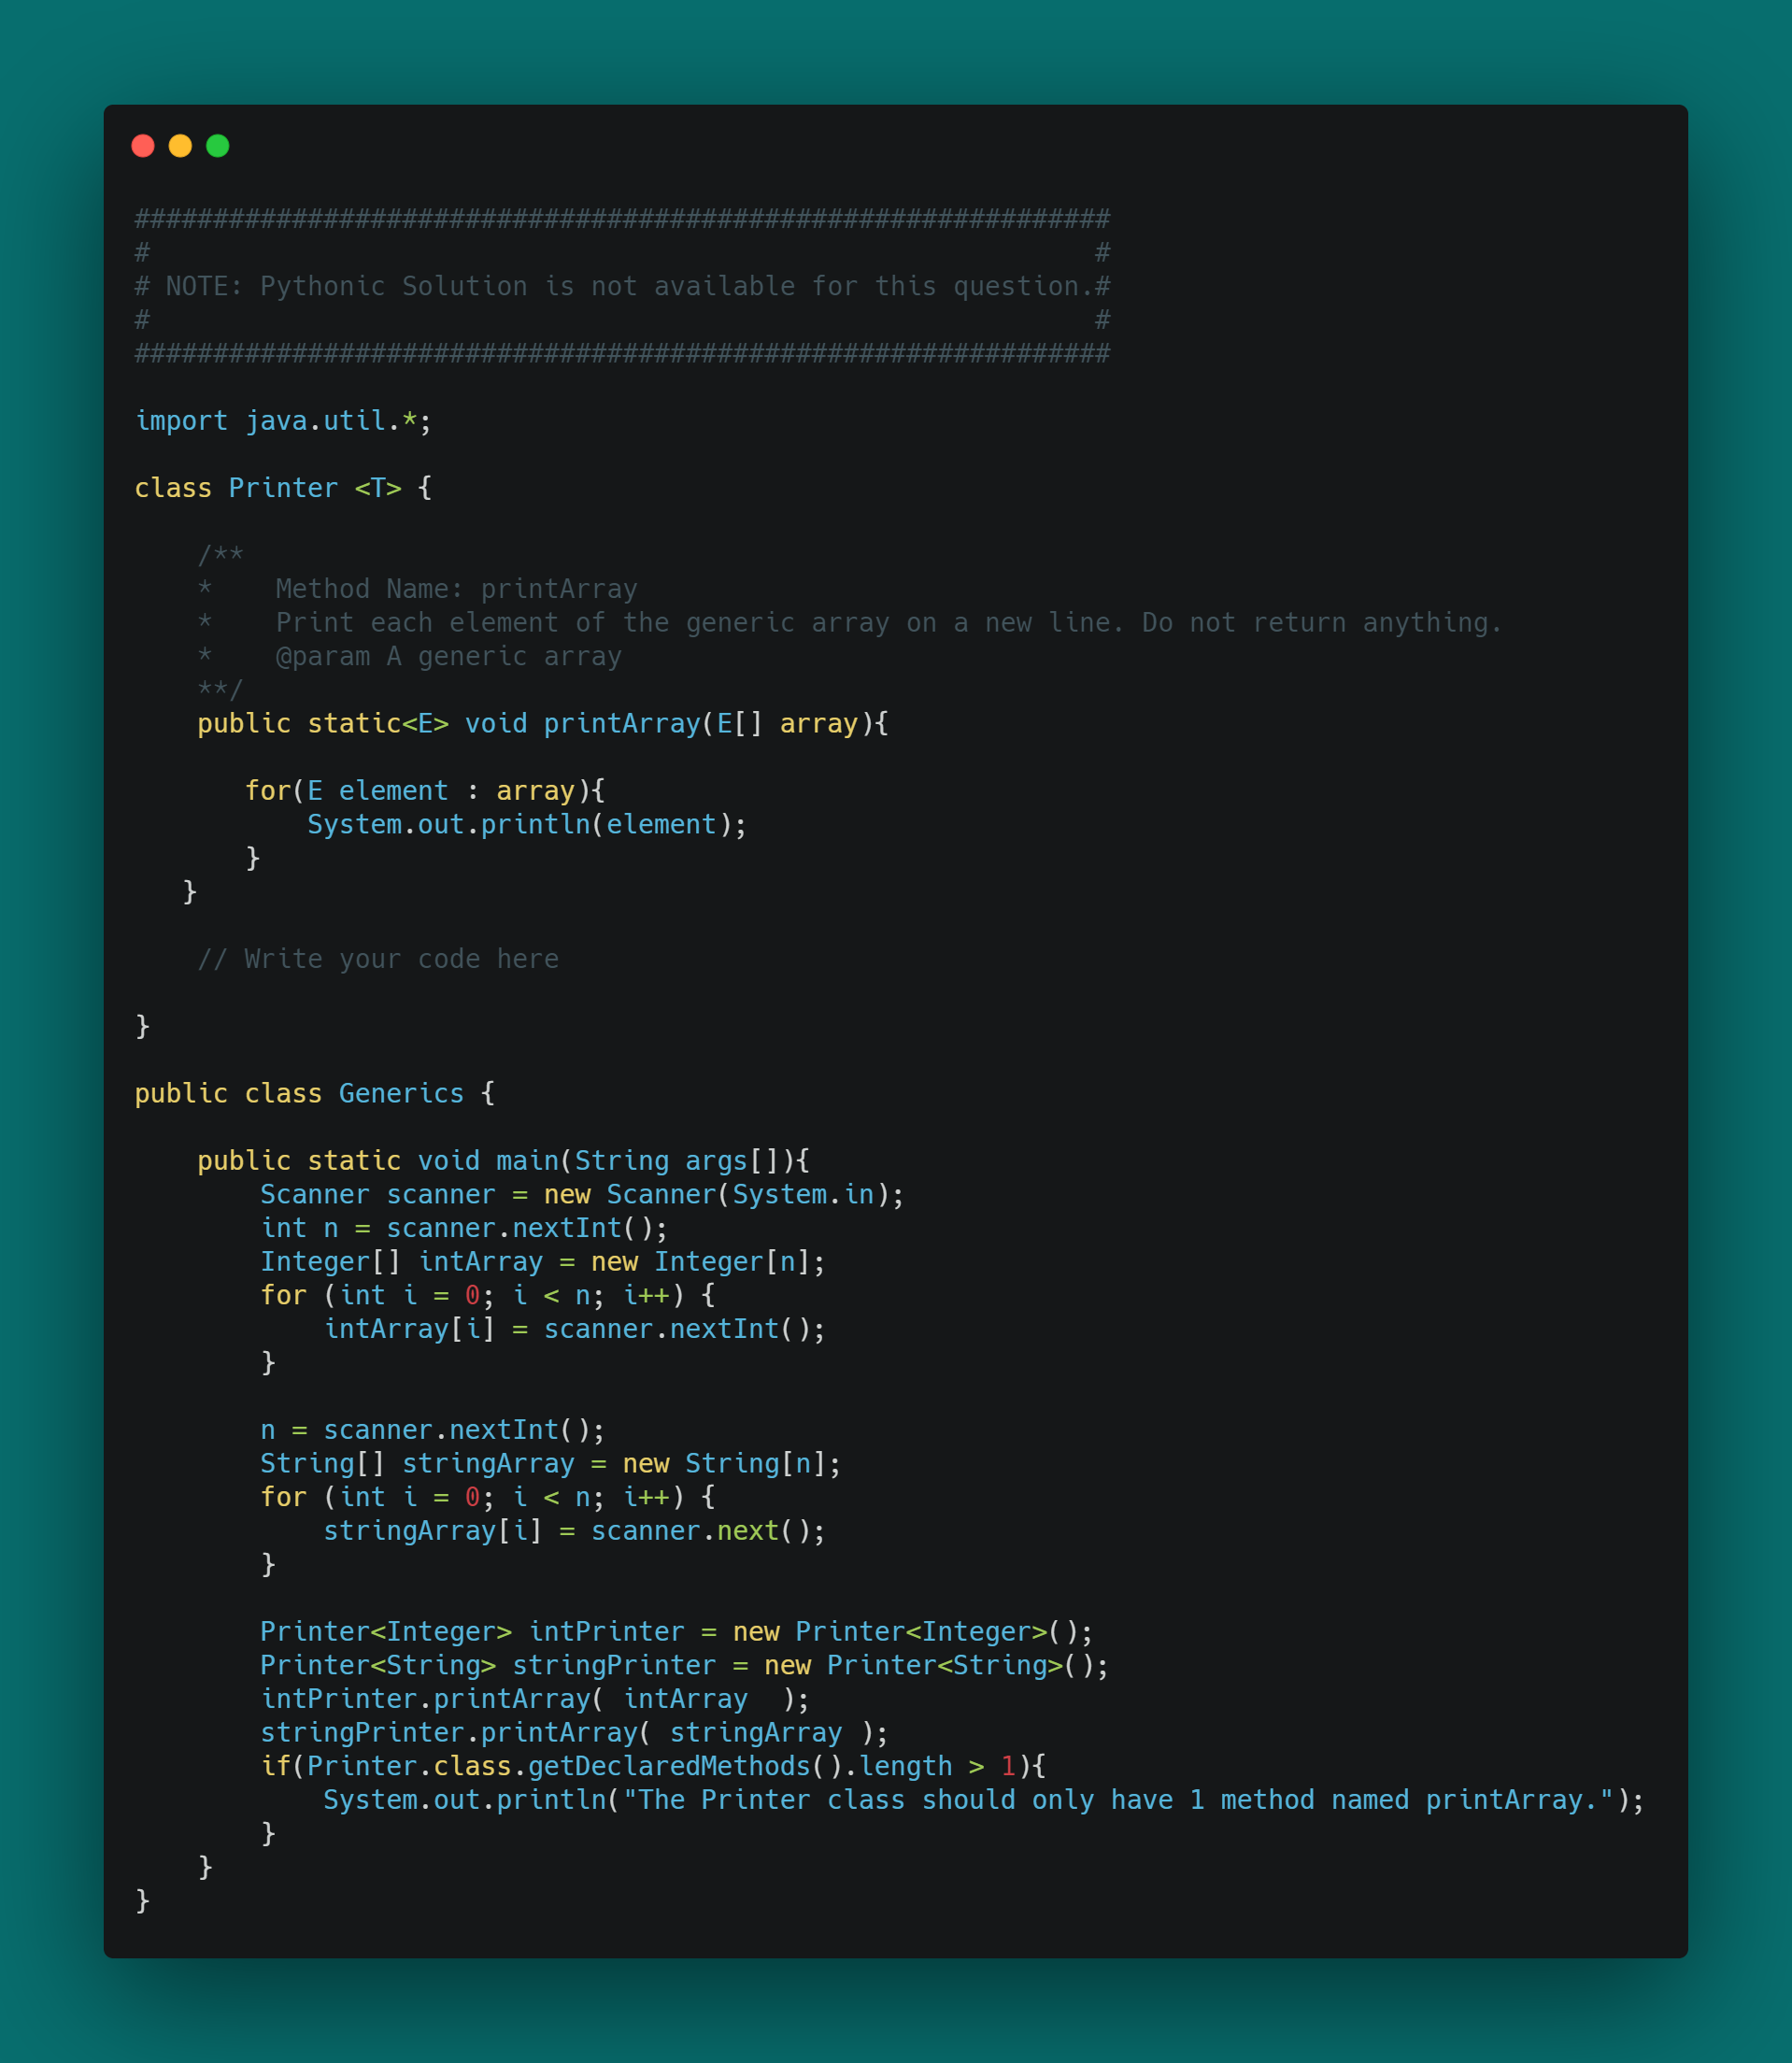 ##############################################################
#                                                            #
# NOTE: Pythonic Solution is not available for this question.#
#                                                            #
##############################################################

import java.util.*;

class Printer <T> {

    /**
    *    Method Name: printArray
    *    Print each element of the generic array on a new line. Do not return anything.
    *    @param A generic array
    **/
    public static<E> void printArray(E[] array){

       for(E element : array){
           System.out.println(element);
       }
   }

    // Write your code here

}

public class Generics {

    public static void main(String args[]){
        Scanner scanner = new Scanner(System.in);
        int n = scanner.nextInt();
        Integer[] intArray = new Integer[n];
        for (int i = 0; i < n; i++) {
            intArray[i] = scanner.nextInt();
        }

        n = scanner.nextInt();
        String[] stringArray = new String[n];
        for (int i = 0; i < n; i++) {
            stringArray[i] = scanner.next();
        }

        Printer<Integer> intPrinter = new Printer<Integer>();
        Printer<String> stringPrinter = new Printer<String>();
        intPrinter.printArray( intArray  );
        stringPrinter.printArray( stringArray );
        if(Printer.class.getDeclaredMethods().length > 1){
            System.out.println("The Printer class should only have 1 method named printArray.");
        }
    }
}